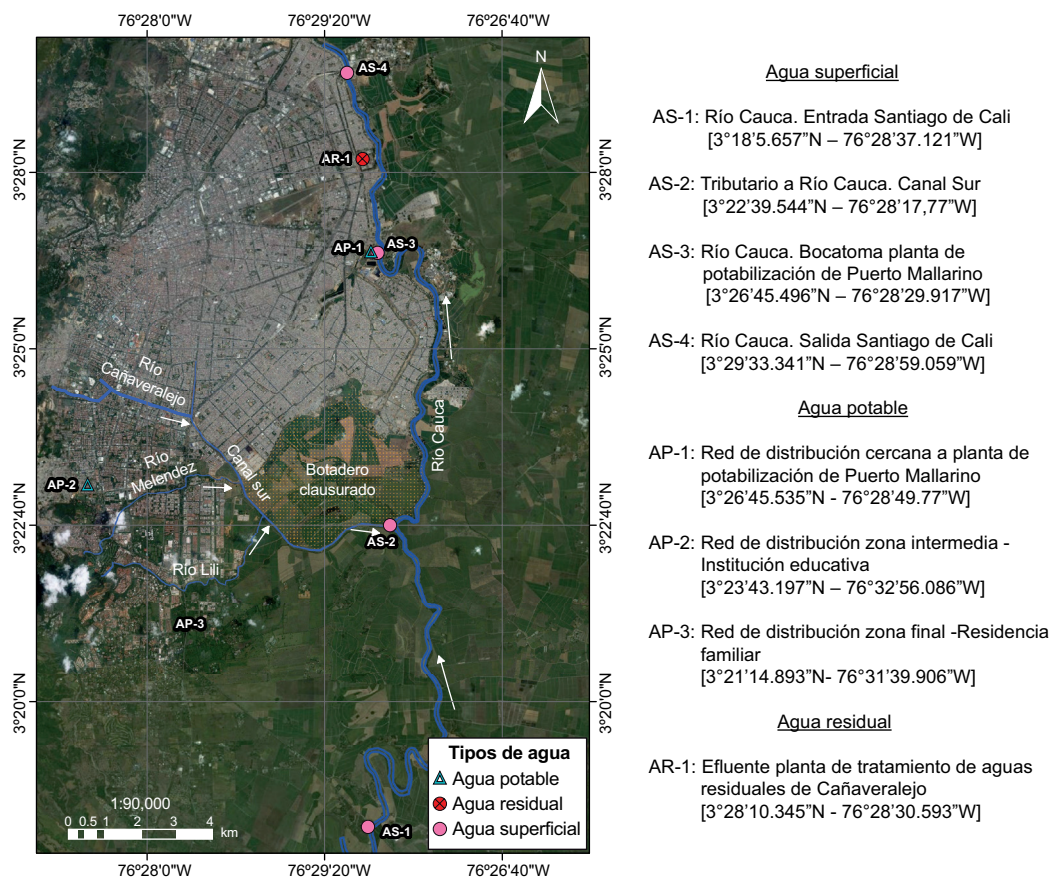 76°28'0"W
76°29'20"W
76°26'40"W
3°28'0"N
3°25'0"N
3°22'40"N
3°20'0"N
AS-4
N
AR-1
AS-3
AP-1
Río
Cañaveralejo
Río
Melendez
Canal sur
Río Cauca
Botadero
clausurado
AP-2
AS-2
Río Lili
AP-3
AS-1
1:90,000
0 0.5 1 2 3 4
km
Tipos de agua
Agua potable
Agua residual
Agua superficial
3°28'0"N
3°25'0"N
3°22'40"N
3°20'0"N
76°28'0"W
76°29'20"W
76°26'40"W
Agua superficial
AS-1: Río Cauca. Entrada Santiago de Cali
[3°18’5.657”N – 76°28’37.121”W]
AS-2: Tributario a Río Cauca. Canal Sur
[3°22’39.544”N – 76°28’17,77”W]
AS-3: Río Cauca. Bocatoma planta de
potabilización de Puerto Mallarino
[3°26’45.496”N – 76°28’29.917”W]
AS-4: Río Cauca. Salida Santiago de Cali
[3°29’33.341”N – 76°28’59.059”W]
Agua potable
AP-1: Red de distribución cercana a planta de
potabilización de Puerto Mallarino
[3°26’45.535”N - 76°28’49.77”W]
AP-2: Red de distribución zona intermedia -
Institución educativa
[3°23’43.197”N – 76°32’56.086”W]
AP-3: Red de distribución zona final -Residencia
familiar
[3°21’14.893”N- 76°31’39.906”W]
Agua residual
AR-1: Efluente planta de tratamiento de aguas
residuales de Cañaveralejo
[3°28’10.345”N - 76°28’30.593”W]